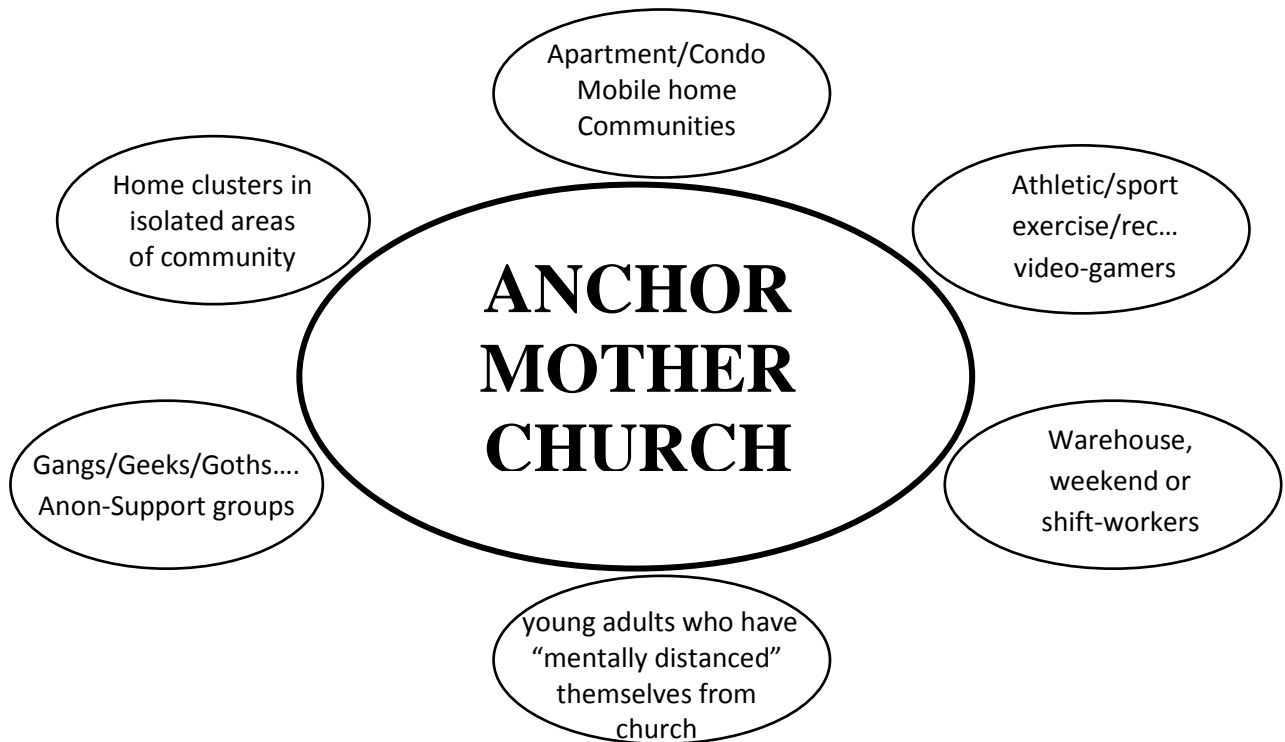 Apartment/Condo
Mobile home
Communities
Home clusters in
isolated areas
of community
Athletic/sport
exercise/rec...
video-gamers
ANCHOR
MOTHER
CHURCH
Gangs/Geeks/Goths....
Anon-Support groups
Warehouse,
weekend or
shift-workers
young adults who have
“mentally distanced”
themselves from
church